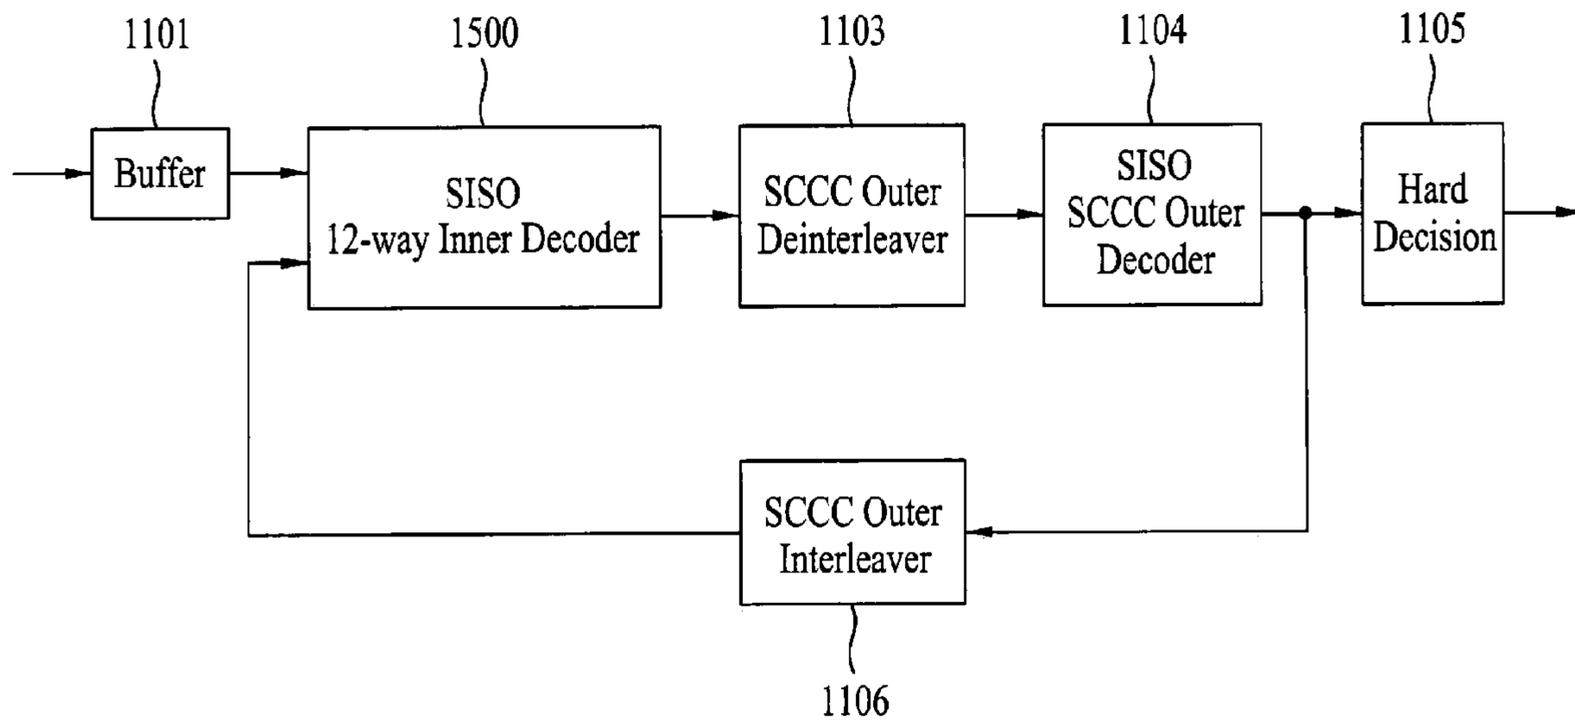 1101
1500
1103
1104
1105
Buffer
SISO
12-way Inner Decoder
SCCC Outer
Deinterleaver
SISO
SCCC Outer
Decoder
Hard
Decision
SCCC Outer
Interleaver
1106